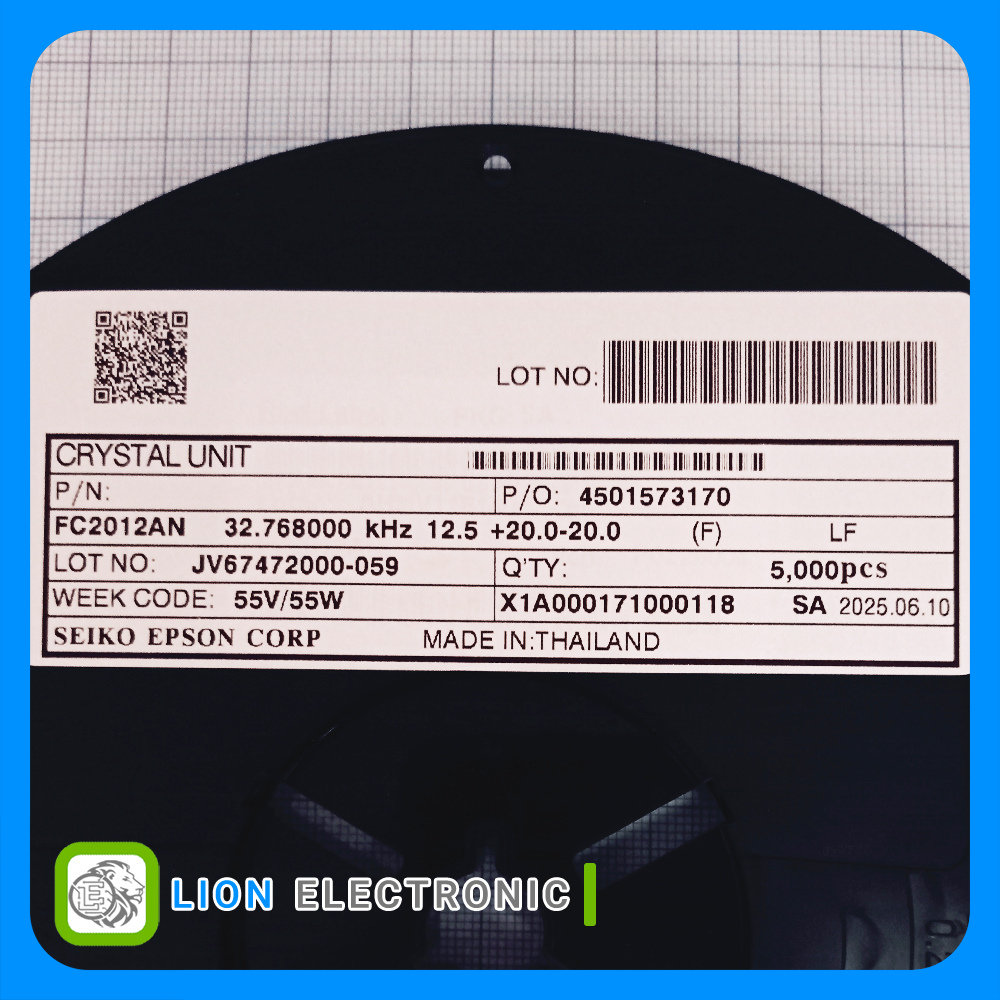 LOT NO:
CRYSTAL UNIT
P/N: P/O: 4501573170
FC2012AN 32.768000 kHz 12.5 +20.0-20.0 (F) LF
LOT NO: JV67472000-059 Q'TY: 5,000pcs
WEEK CODE: 55V/55W X1A000171000118 SA 2025.06.10
SEIKO EPSON CORP MADE IN:THAILAND
LE
LION ELECTRONIC